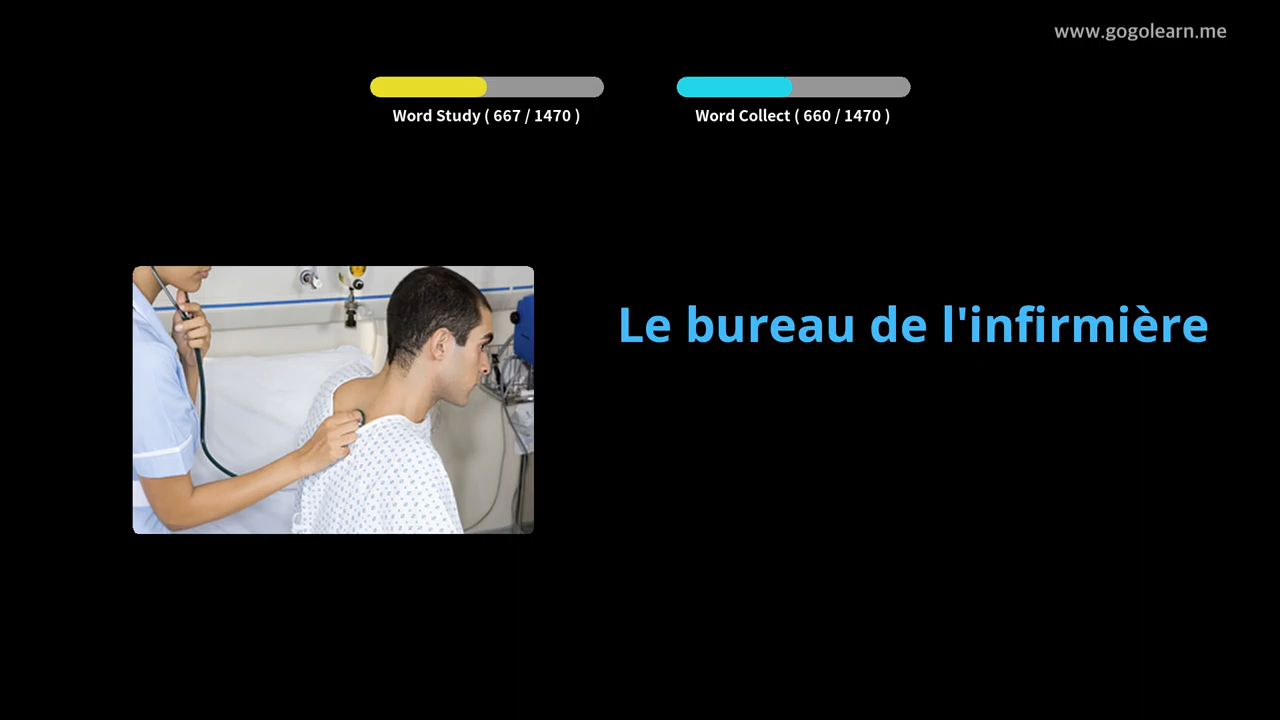 www.gogolearn.me
Word Study ( 667 / 1470 )
Word Collect ( 660 / 1470 )
Le bureau de l'infirmière